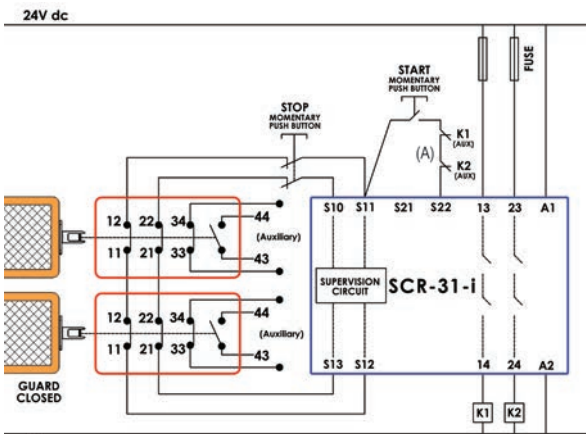 24V dc
FUSE
START
MOMENTARY
PUSH BUTTON
STOP
MOMENTARY
PUSH BUTTON
K1
(AUX)
(A)
K2
(AUX)
S10 S11 S21 S22 13 23 A1
12 22 34 44
(Auxiliary)
11 21 33 43
SUPERVISION
CIRCUIT
SCR-31-i
12 22 34 44
(Auxiliary)
11 21 33 43
S13 S12 14 24 A2
GUARD
CLOSED
K1 K2